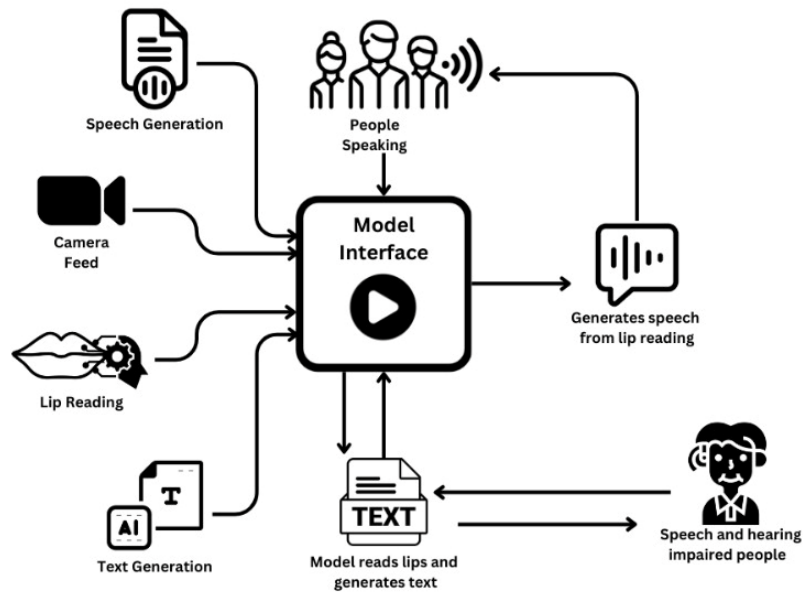 Speech Generation
People
Speaking
Camera
Feed
Model
Interface
Generates speech
from lip reading
Lip Reading
T
AI
Text Generation
TEXT
Model reads lips and
generates text
Speech and hearing
impaired people